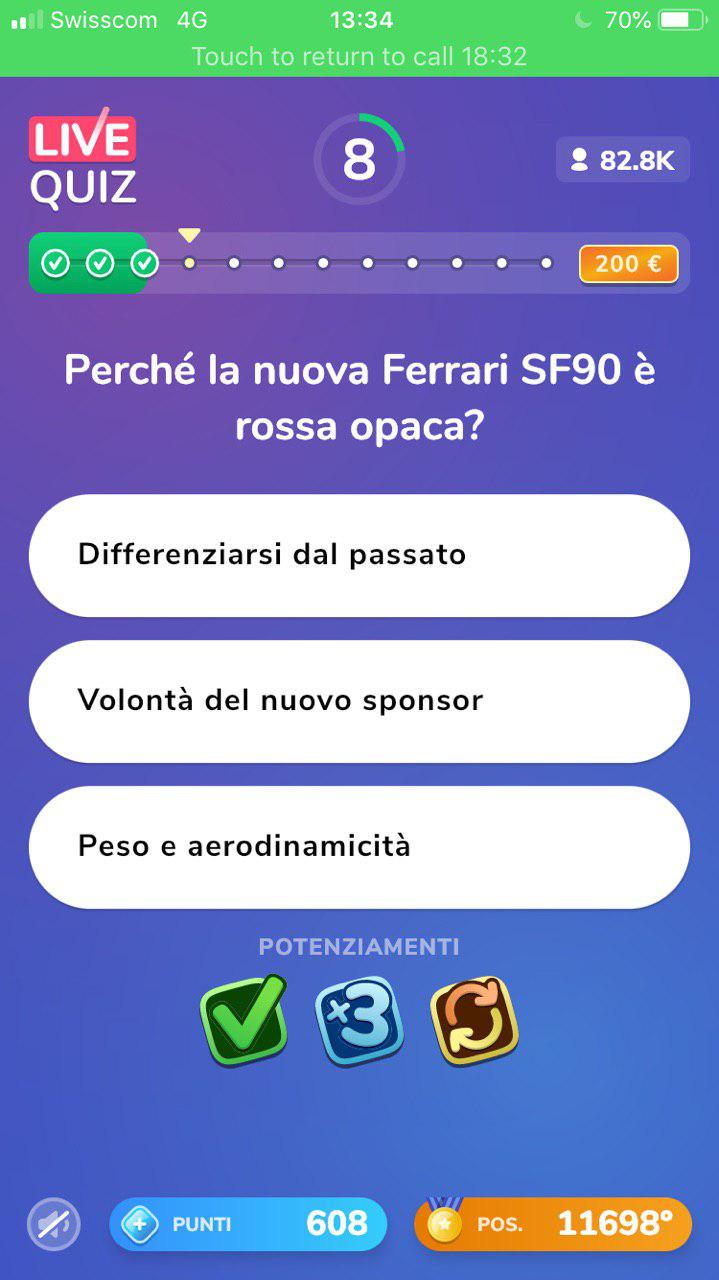 Swisscom 4G 13:34 70%
Touch to return to call 18:32
LIVE
QUIZ
8
82.8K
200 €
Perché la nuova Ferrari SF90 è
rossa opaca?
Differenziarsi dal passato
Volontà del nuovo sponsor
Peso e aerodinamicità
POTENZIAMENTI
×3
PUNTI 608
POS. 11698º